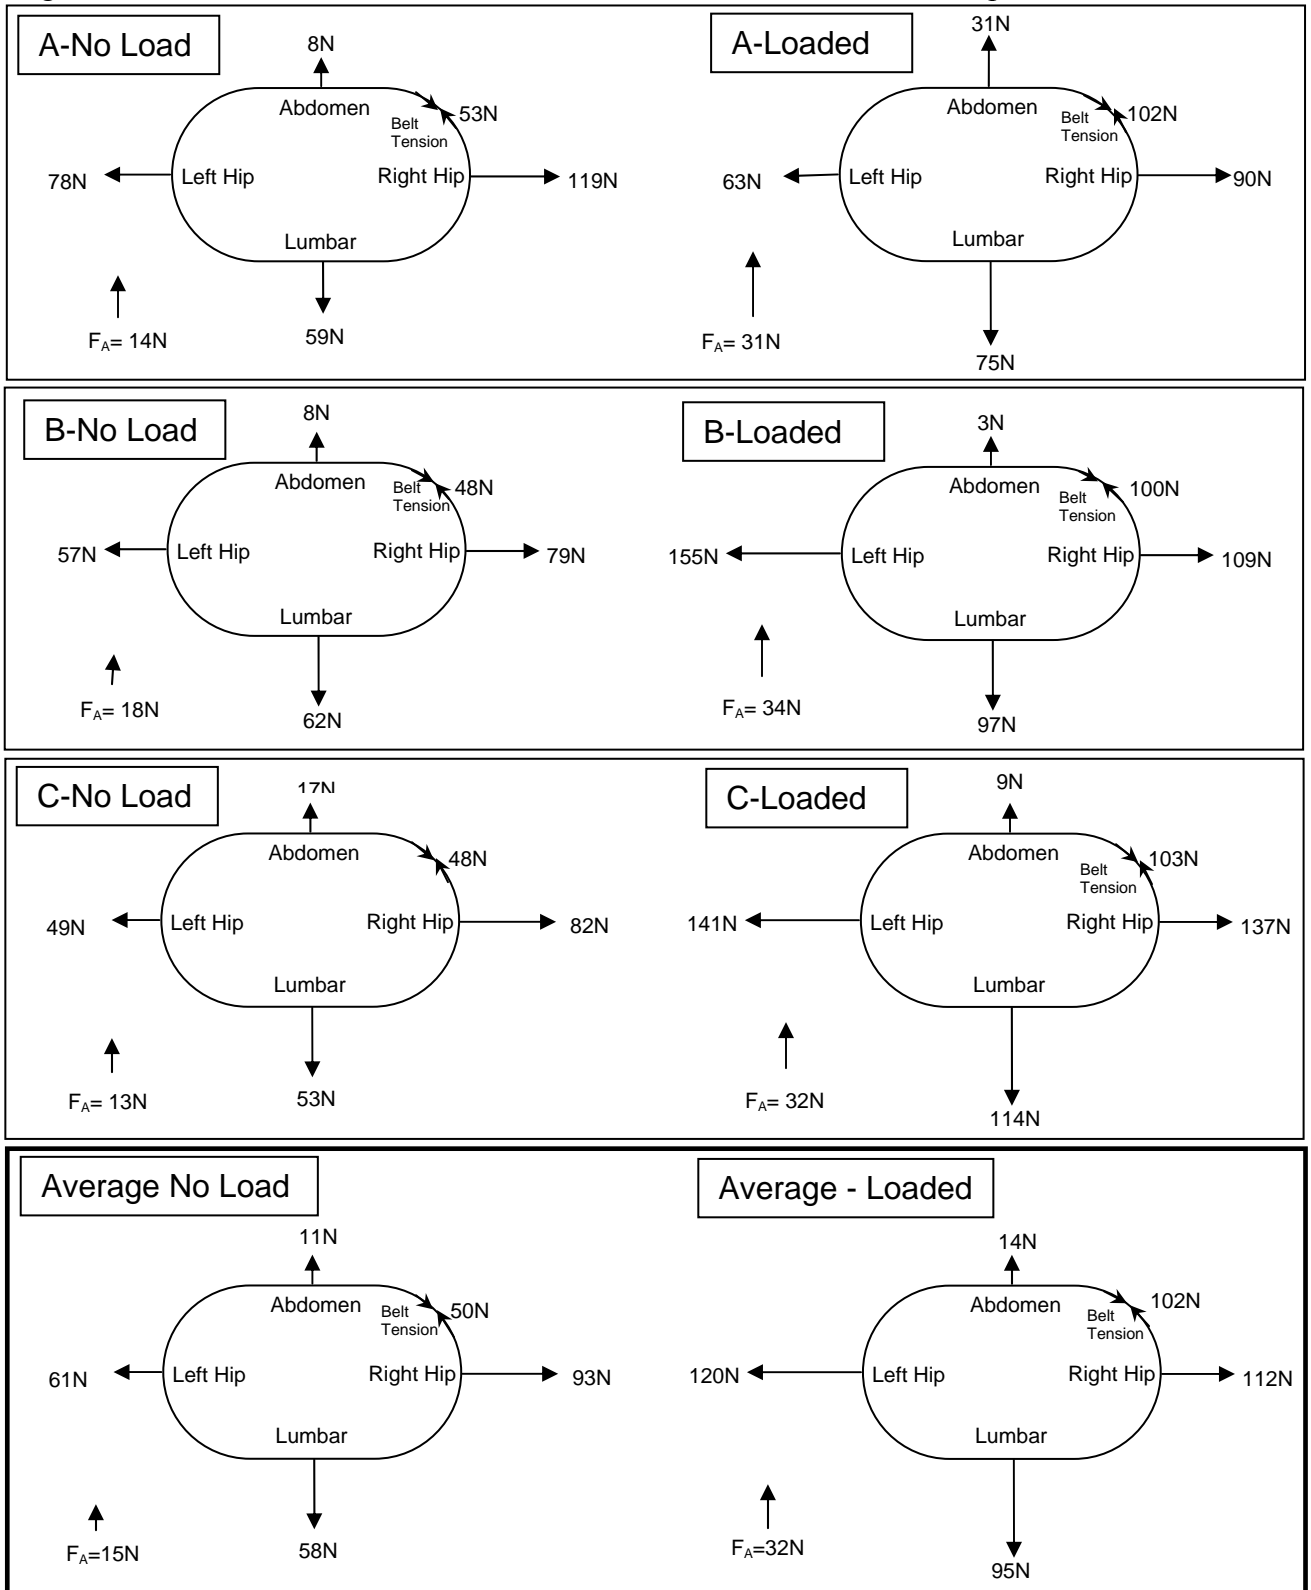 A-No Load
8N
Abdomen
53N
Belt
Tension
78N
Left Hip
Right Hip
119N
Lumbar
FA= 14N
59N
A-Loaded
31N
Abdomen
102N
Belt
Tension
63N
Left Hip
Right Hip
90N
Lumbar
FA= 31N
75N
B-No Load
8N
Abdomen
48N
Belt
Tension
57N
Left Hip
Right Hip
79N
Lumbar
FA= 18N
62N
B-Loaded
3N
Abdomen
100N
Belt
Tension
155N
Left Hip
Right Hip
109N
Lumbar
FA= 34N
97N
C-No Load
17N
Abdomen
48N
49N
Left Hip
Right Hip
82N
Lumbar
FA= 13N
53N
C-Loaded
9N
Abdomen
103N
Belt
Tension
141N
Left Hip
Right Hip
137N
Lumbar
FA= 32N
114N
Average No Load
11N
Abdomen
50N
Belt
Tension
61N
Left Hip
Right Hip
93N
Lumbar
FA=15N
58N
Average - Loaded
14N
Abdomen
102N
Belt
Tension
120N
Left Hip
Right Hip
112N
Lumbar
FA=32N
95N